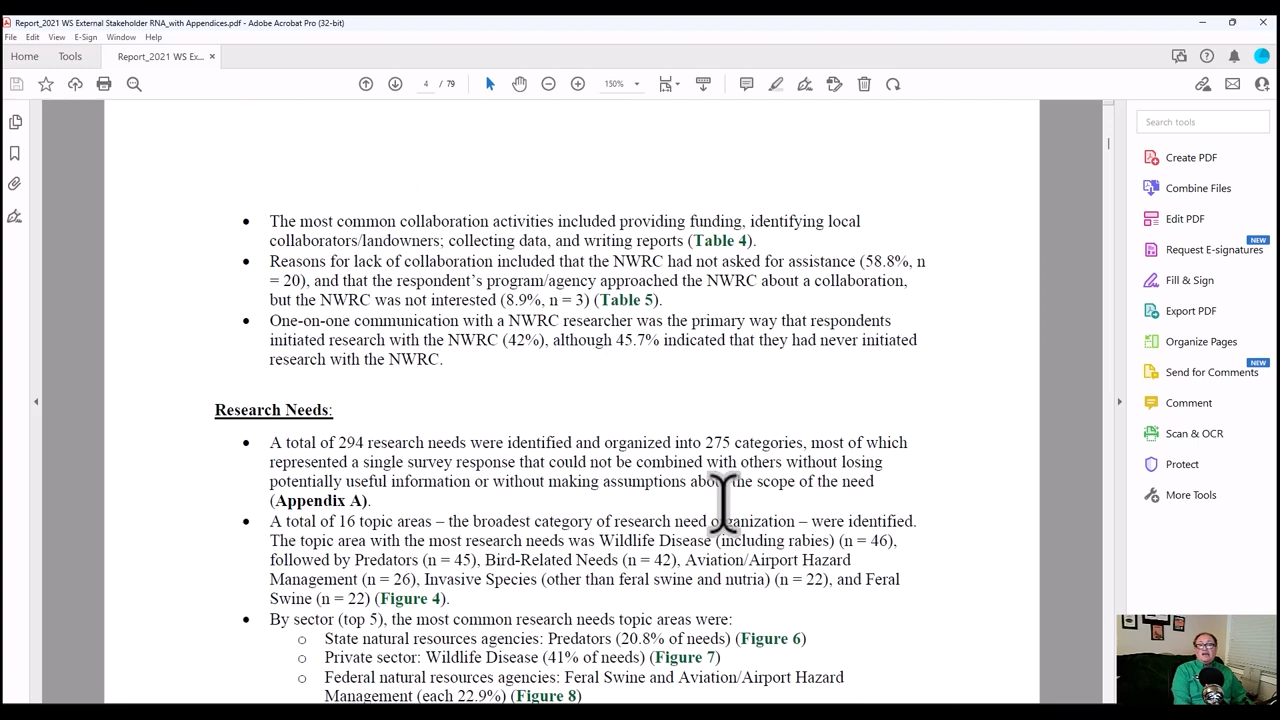 Report_2021 WS External Stakeholder RNA_with Appendices.pdf - Adobe Acrobat Pro (32-bit)
File Edit View E-Sign Window Help
Home Tools Report_2021 WS Ex... ×
4 / 79 150%
Search tools
The most common collaboration activities included providing funding, identifying local
collaborators/landowners; collecting data, and writing reports (Table 4).
Reasons for lack of collaboration included that the NWRC had not asked for assistance (58.8%, n
= 20), and that the respondent's program/agency approached the NWRC about a collaboration,
but the NWRC was not interested (8.9%, n = 3) (Table 5).
One-on-one communication with a NWRC researcher was the primary way that respondents
initiated research with the NWRC (42%), although 45.7% indicated that they had never initiated
research with the NWRC.
Research Needs:
A total of 294 research needs were identified and organized into 275 categories, most of which
represented a single survey response that could not be combined with others without losing
potentially useful information or without making assumptions about the scope of the need
(Appendix A).
A total of 16 topic areas – the broadest category of research need organization – were identified.
The topic area with the most research needs was Wildlife Disease (including rabies) (n = 46),
followed by Predators (n = 45), Bird-Related Needs (n = 42), Aviation/Airport Hazard
Management (n = 26), Invasive Species (other than feral swine and nutria) (n = 22), and Feral
Swine (n = 22) (Figure 4).
By sector (top 5), the most common research needs topic areas were:
State natural resources agencies: Predators (20.8% of needs) (Figure 6)
Private sector: Wildlife Disease (41% of needs) (Figure 7)
Federal natural resources agencies: Feral Swine and Aviation/Airport Hazard
Management (each 22.9%) (Figure 8)
Create PDF
Combine Files
Edit PDF
NEW
Request E-signatures
Fill & Sign
Export PDF
Organize Pages
NEW
Send for Comments
Comment
Scan & OCR
Protect
More Tools